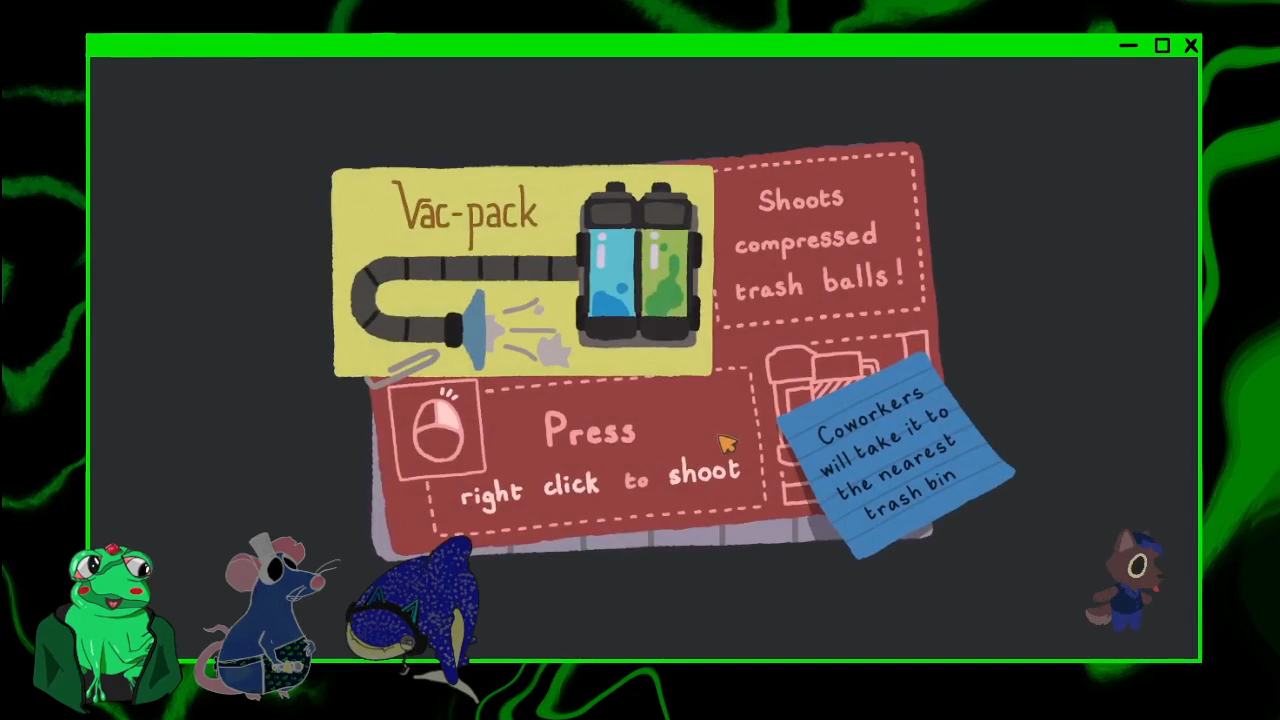 Vac-pack
Shoots
compressed
trash balls!
Press
right click to shoot
Coworkers
will take it to
the nearest
trash bin